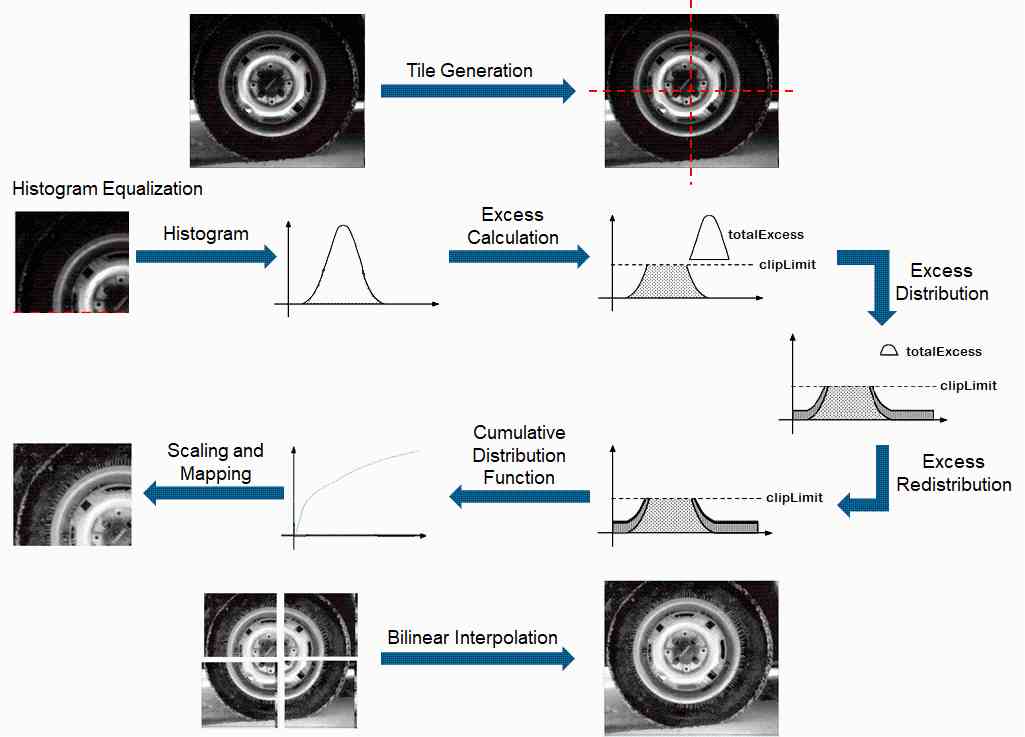 Tile Generation
Histogram Equalization
Histogram
Excess
Calculation
totalExcess
clipLimit
Excess
Distribution
totalExcess
clipLimit
Excess
Redistribution
clipLimit
Cumulative
Distribution
Function
Scaling and
Mapping
Bilinear Interpolation